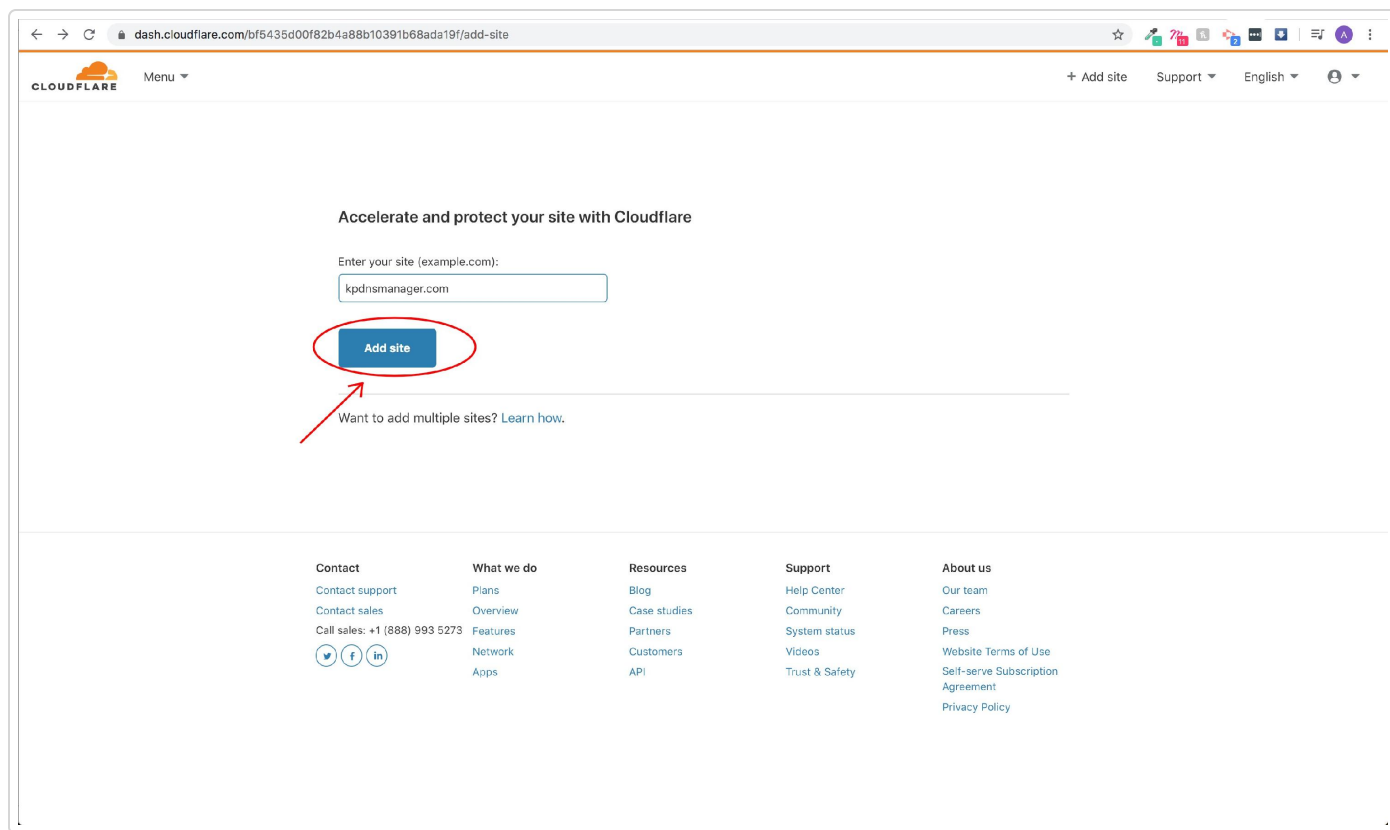 dash.cloudflare.com/bf5435d00f82b4a88b10391b68ada19f/add-site
11
2
A
CLOUDFLARE
Menu
+ Add site
Support
English
Accelerate and protect your site with Cloudflare
Enter your site (example.com):
kpdnsmanager.com
Add site
Want to add multiple sites? Learn how.
Contact
Contact support
Contact sales
Call sales: +1 (888) 993 5273
What we do
Plans
Overview
Features
Network
Apps
Resources
Blog
Case studies
Partners
Customers
API
Support
Help Center
Community
System status
Videos
Trust & Safety
About us
Our team
Careers
Press
Website Terms of Use
Self-serve Subscription
Agreement
Privacy Policy